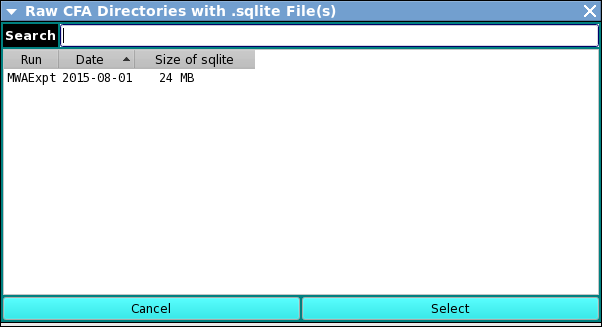 Raw CFA Directories with .sqlite File(s)
Search
Run Date Size of sqlite
MWAExpt 2015-08-01 24 MB
Cancel Select